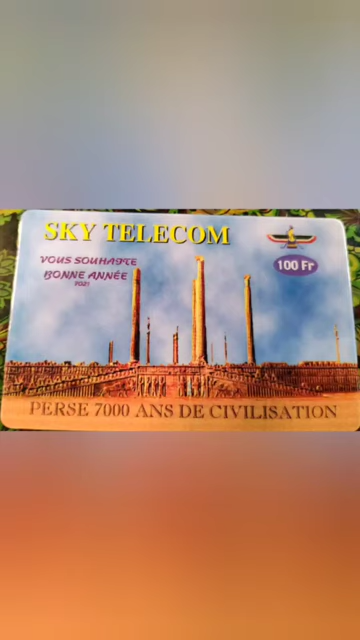 SKY TELECOM
VOUS SOUHAITE
BONNE ANNÉE
2021
100 Fr
PERSE 7000 ANS DE CIVILISATION